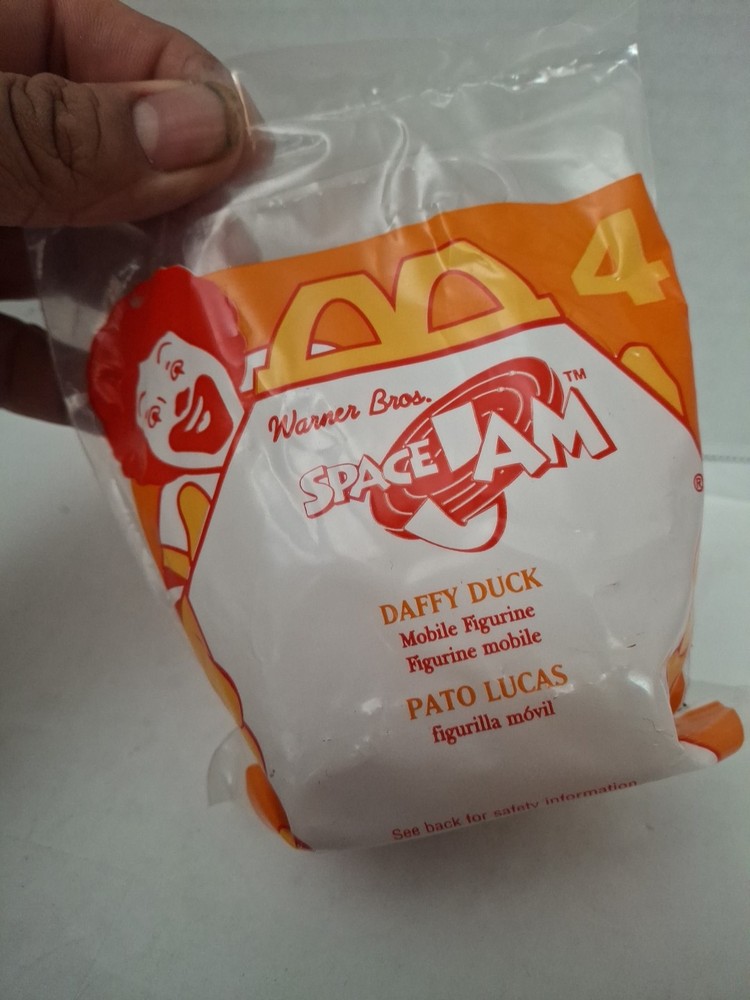 4
Warner Bros.
SPACE JAM™
®
DAFFY DUCK
Mobile Figurine
Figurine mobile
PATO LUCAS
figurilla móvil
See back for safety information